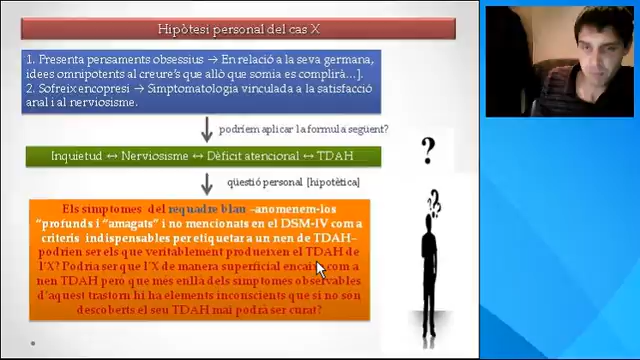 Hipòtesi personal del cas X
1. Presenta pensaments obsessius → En relació a la seva germana,
idees omnipotents al creure's que allò que somia es complirà…].
2. Sofreix encopresi → Simptomatologia vinculada a la satisfacció
anal i al nerviosisme.
podríem aplicar la formula següent?
Inquietud ↔ Nerviosisme ↔ Dèficit atencional ↔ TDAH
?
qüestió personal [hipotètica]
Els símptomes del requadre blau –anomenem-los
"profunds i "amagats" i no mencionats en el DSM-IV com a
criteris indispensables per etiquetar a un nen de TDAH–
podrien ser els que veritablement produeixen el TDAH de
l'X? Podria ser que l'X de manera superficial encaixi com a
nen TDAH però que més enllà dels símptomes observables
d'aquest trastorn hi ha elements inconscients que si no son
descoberts el seu TDAH mai podrà ser curat?
???